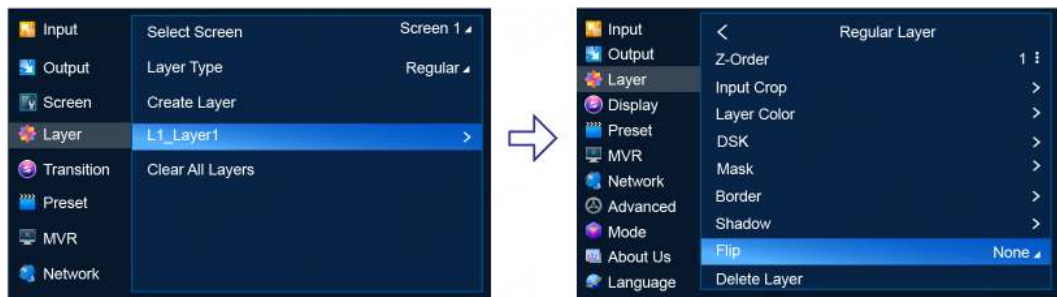 Input
Output
Screen
Layer
Transition
Preset
MVR
Network
Select Screen Screen 1
Layer Type Regular
Create Layer
L1_Layer1 >
Clear All Layers
Input
Output
Layer
Display
Preset
MVR
Network
Advanced
Mode
About Us
Language
< Regular Layer
Z-Order 1
Input Crop >
Layer Color >
DSK >
Mask >
Border >
Shadow >
Flip None
Delete Layer